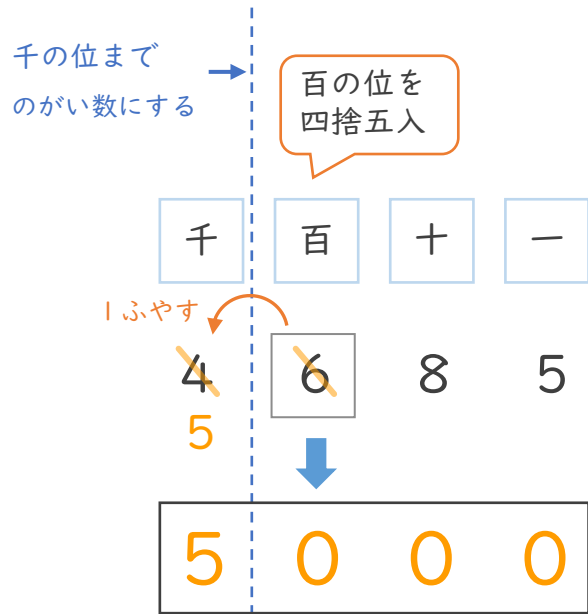 千の位まで
のがい数にする
百の位を
四捨五入
千 百 十 一
1ふやす
4 6 8 5
5
5 0 0 0